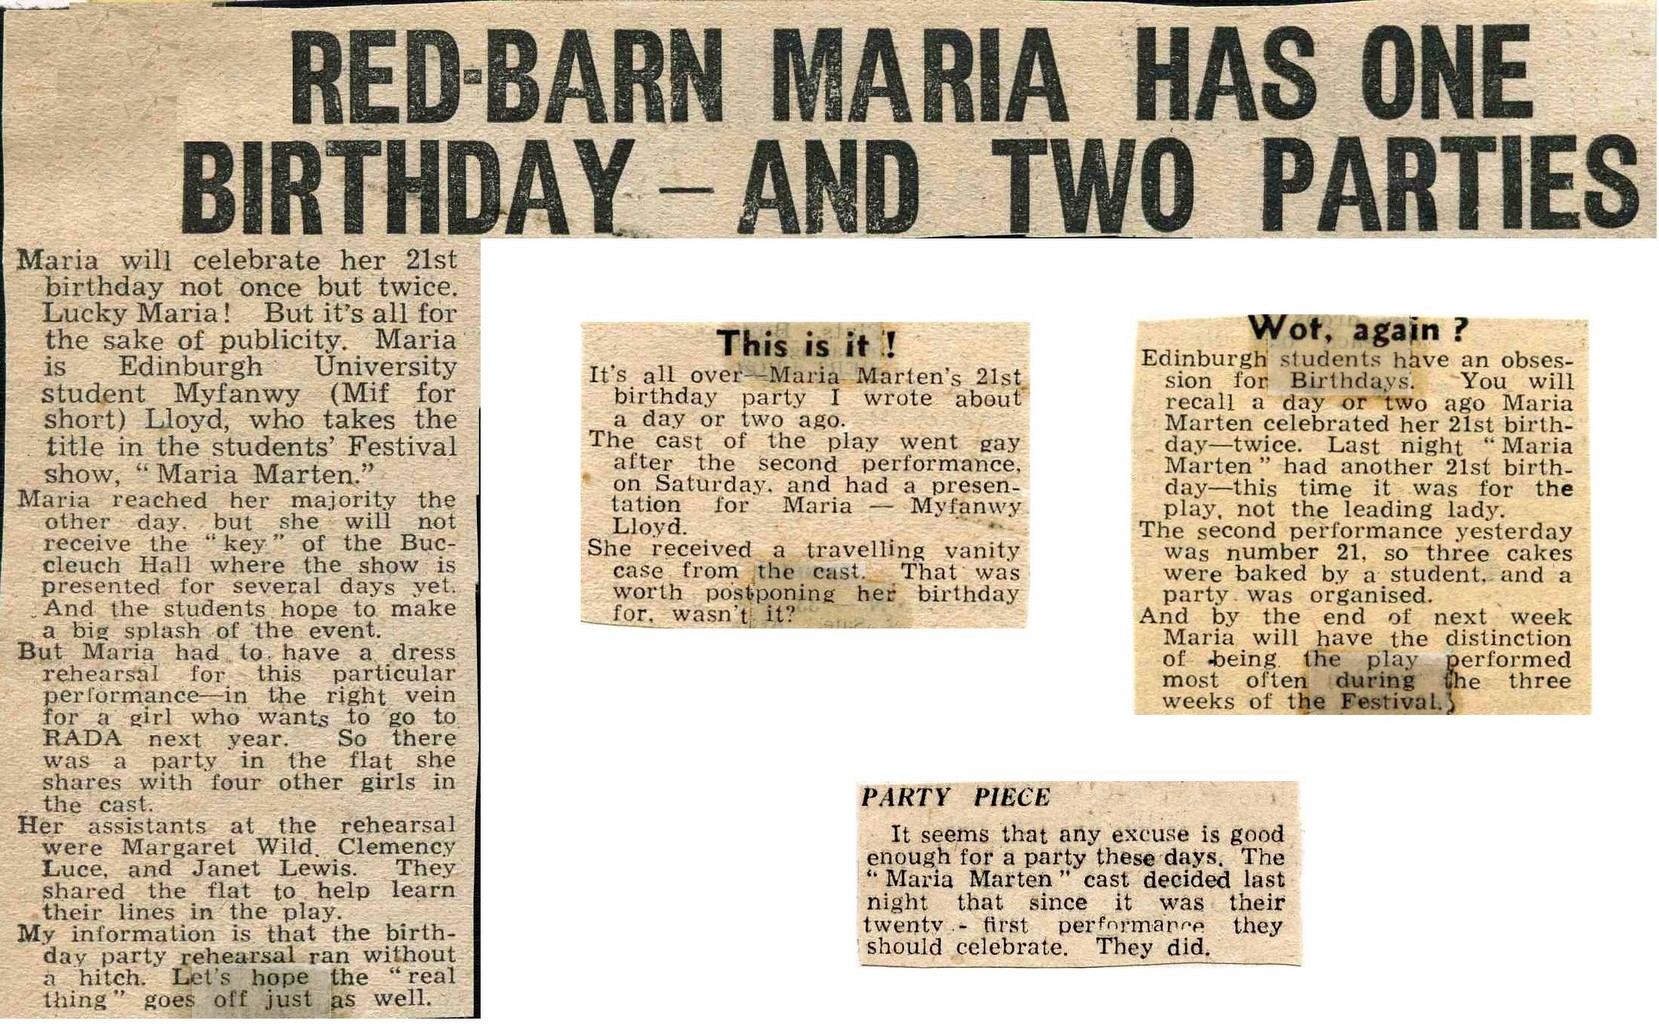 RED-BARN MARIA HAS ONE
BIRTHDAY — AND TWO PARTIES
Maria will celebrate her 21st
birthday not once but twice.
Lucky Maria! But it's all for
the sake of publicity. Maria
is Edinburgh University
student Myfanwy (Mif for
short) Lloyd, who takes the
title in the students' Festival
show, "Maria Marten."
Maria reached her majority the
other day. but she will not
receive the "key" of the Buc-
cleuch Hall where the show is
presented for several days yet.
And the students hope to make
a big splash of the event.
But Maria had to have a dress
rehearsal for this particular
performance—in the right vein
for a girl who wants to go to
RADA next year. So there
was a party in the flat she
shares with four other girls in
the cast.
Her assistants at the rehearsal
were Margaret Wild, Clemency
Luce, and Janet Lewis. They
shared the flat to help learn
their lines in the play.
My information is that the birth-
day party rehearsal ran without
a hitch. Let's hope the "real
thing" goes off just as well.
This is it !
It's all over—Maria Marten's 21st
birthday party I wrote about
a day or two ago.
The cast of the play went gay
after the second performance,
on Saturday, and had a presen-
tation for Maria — Myfanwy
Lloyd.
She received a travelling vanity
case from the cast. That was
worth postponing her birthday
for, wasn't it?
Wot, again ?
Edinburgh students have an obses-
sion for Birthdays. You will
recall a day or two ago Maria
Marten celebrated her 21st birth-
day—twice. Last night "Maria
Marten" had another 21st birth-
day—this time it was for the
play, not the leading lady.
The second performance yesterday
was number 21, so three cakes
were baked by a student, and a
party was organised.
And by the end of next week
Maria will have the distinction
of being the play performed
most often during the three
weeks of the Festival.
PARTY PIECE
It seems that any excuse is good
enough for a party these days. The
"Maria Marten" cast decided last
night that since it was their
twenty - first performance they
should celebrate. They did.